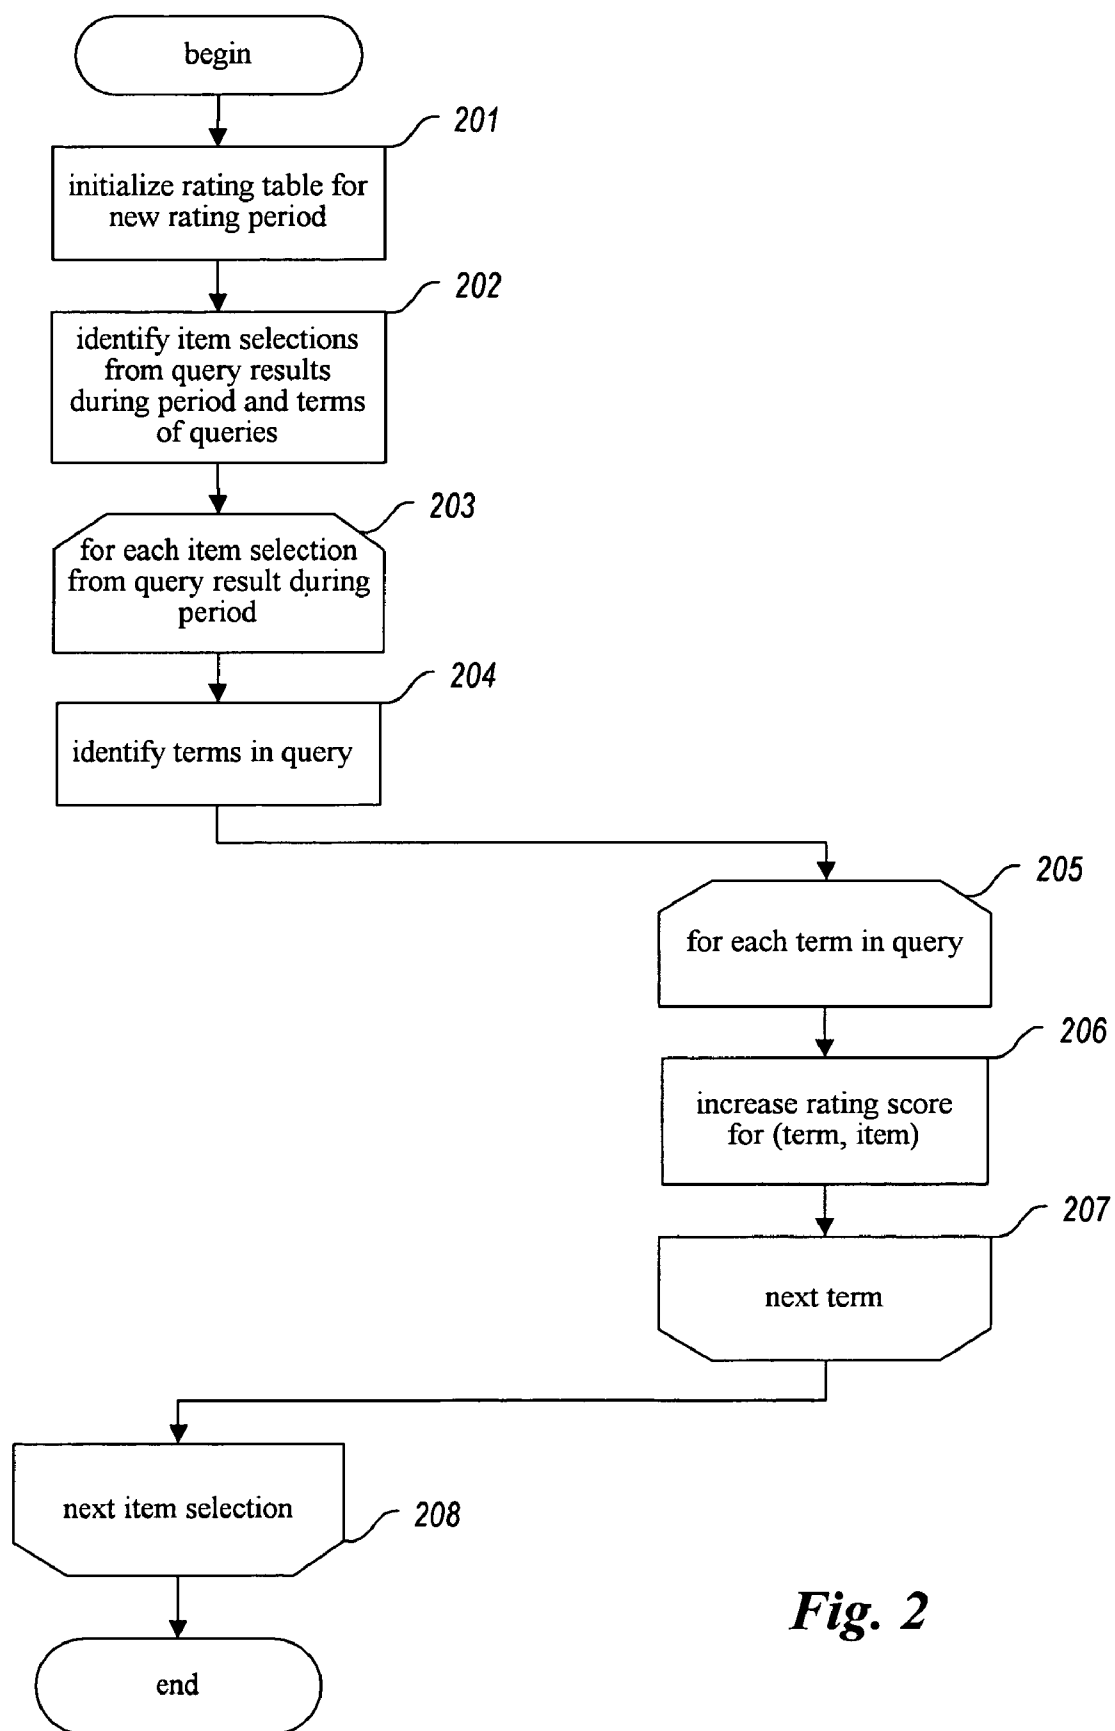 begin
201
initialize rating table for
new rating period
202
identify item selections
from query results
during period and terms
of queries
203
for each item selection
from query result during
period
204
identify terms in query
205
for each term in query
206
increase rating score
for (term, item)
207
next term
next item selection
208
end
Fig. 2